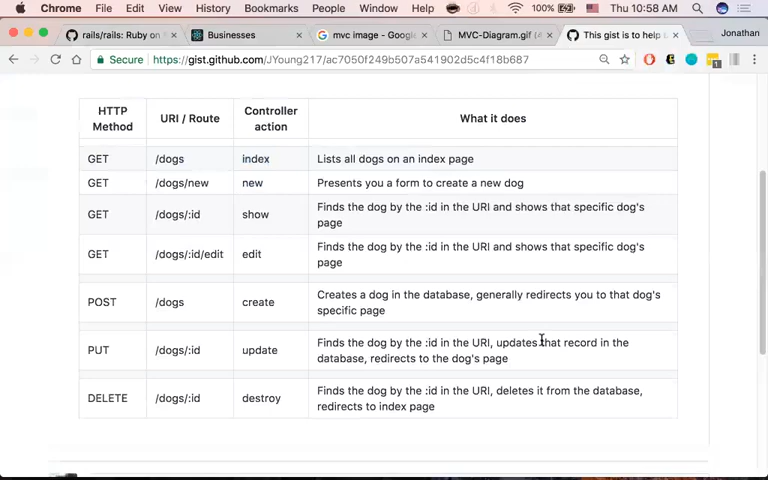 Chrome File Edit View History Bookmarks People Window Help 100% Thu 10:58 AM
rails/rails: Ruby on
Businesses
mvc image - Google
MVC-Diagram.gif (4
This gist is to help
Jonathan
Secure https://gist.github.com/JYoung217/ac7050f249b507a541902d5c4f18b687
HTTP Method URI / Route Controller action What it does
GET /dogs index Lists all dogs on an index page
GET /dogs/new new Presents you a form to create a new dog
GET /dogs/:id show Finds the dog by the :id in the URI and shows that specific dog's
page
GET /dogs/:id/edit edit Finds the dog by the :id in the URI and shows that specific dog's
page
POST /dogs create Creates a dog in the database, generally redirects you to that dog's
specific page
PUT /dogs/:id update Finds the dog by the :id in the URI, updates that record in the
database, redirects to the dog's page
DELETE /dogs/:id destroy Finds the dog by the :id in the URI, deletes it from the database,
redirects to index page